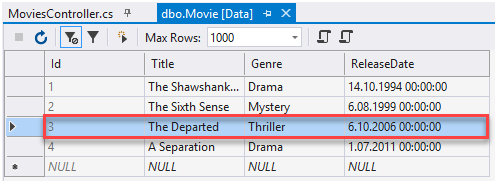 MoviesController.cs dbo.Movie [Data]
Max Rows: 1000
Id Title Genre ReleaseDate
1 The Shawshank... Drama 14.10.1994 00:00:00
2 The Sixth Sense Mystery 6.08.1999 00:00:00
3 The Departed Thriller 6.10.2006 00:00:00
4 A Separation Drama 1.07.2011 00:00:00
NULL NULL NULL NULL